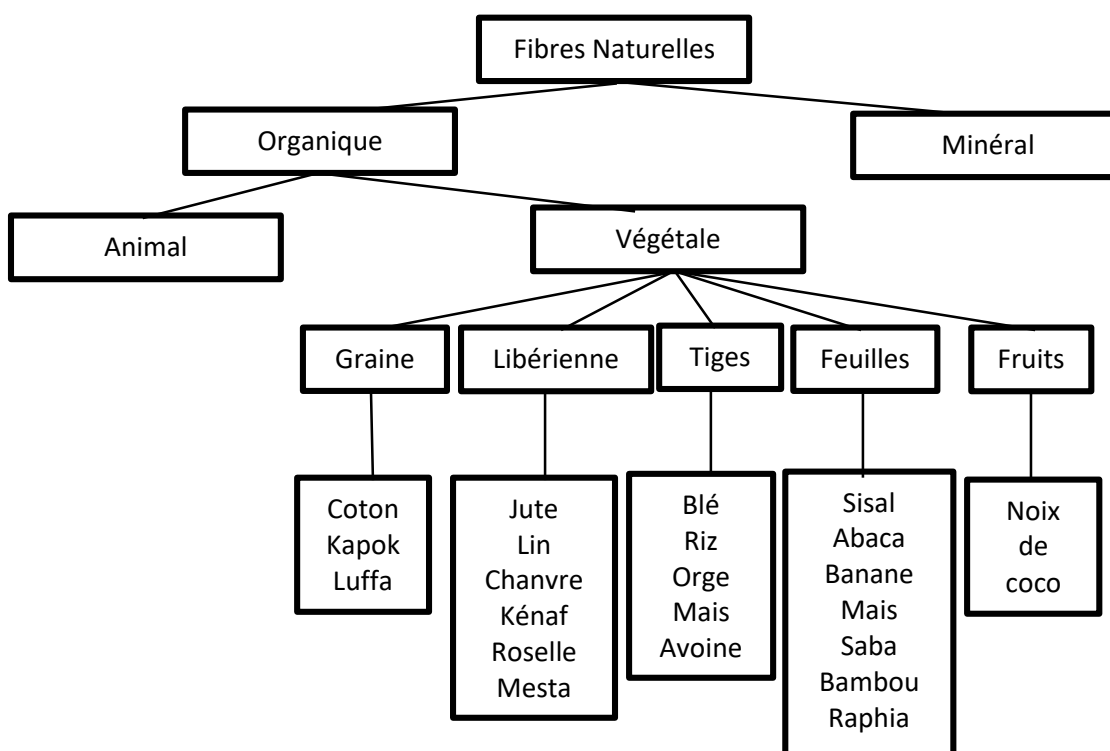 Fibres Naturelles
Organique
Minéral
Animal
Végétale
Graine
Libérienne
Tiges
Feuilles
Fruits
Coton
Kapok
Luffa
Jute
Lin
Chanvre
Kénaf
Roselle
Mesta
Blé
Riz
Orge
Mais
Avoine
Sisal
Abaca
Banane
Mais
Saba
Bambou
Raphia
Noix
de
coco